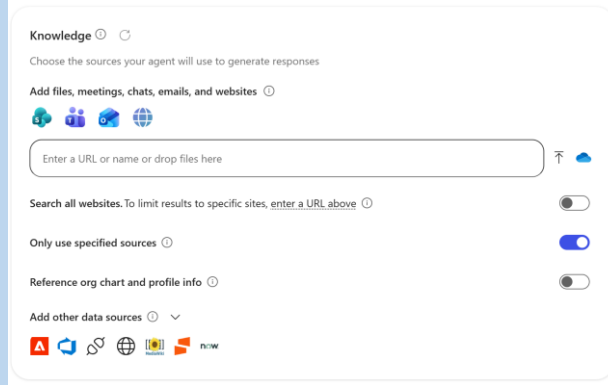 Knowledge
Choose the sources your agent will use to generate responses
Add files, meetings, chats, emails, and websites
Enter a URL or name or drop files here
Search all websites. To limit results to specific sites, enter a URL above
Only use specified sources
Reference org chart and profile info
Add other data sources
now